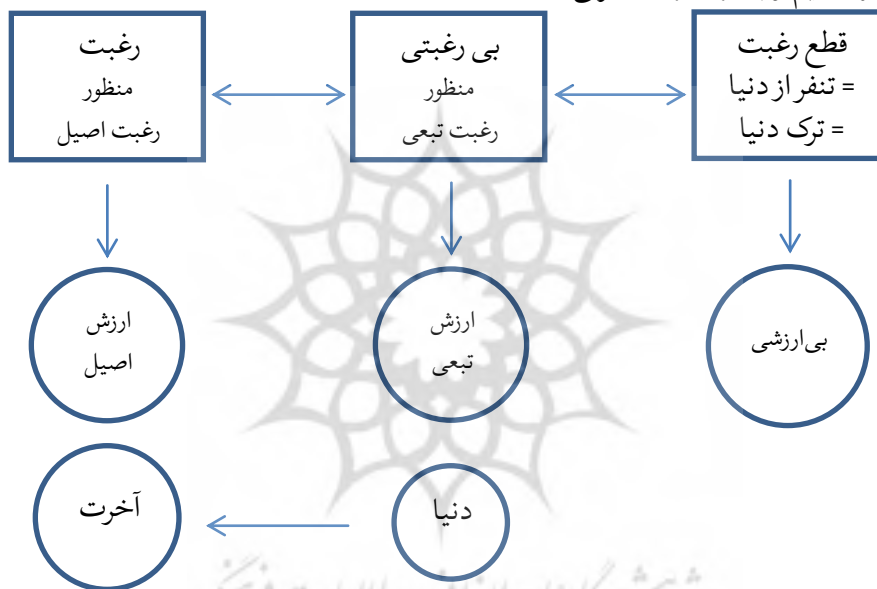 قطع رغبت
= تنفر از دنیا
= ترک دنیا
بی رغبتی
منظور
رغبت تبعی
رغبت
منظور
رغبت اصیل
بی‌ارزشی
ارزش
تبعی
ارزش
اصیل
دنیا
آخرت